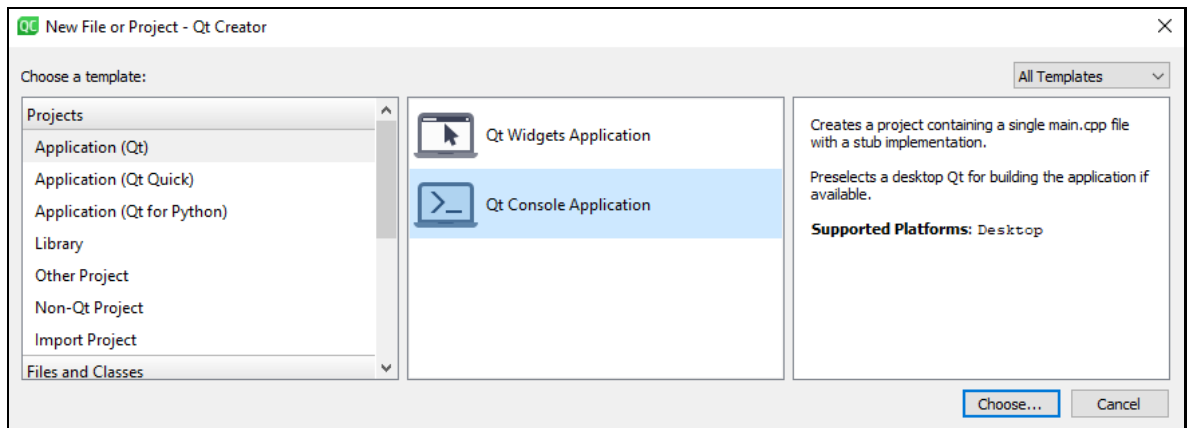 QC New File or Project - Qt Creator
Choose a template:
All Templates
Projects
Application (Qt)
Application (Qt Quick)
Application (Qt for Python)
Library
Other Project
Non-Qt Project
Import Project
Files and Classes
Qt Widgets Application
Qt Console Application
Creates a project containing a single main.cpp file
with a stub implementation.
Preselects a desktop Qt for building the application if
available.
Supported Platforms: Desktop
Choose...
Cancel